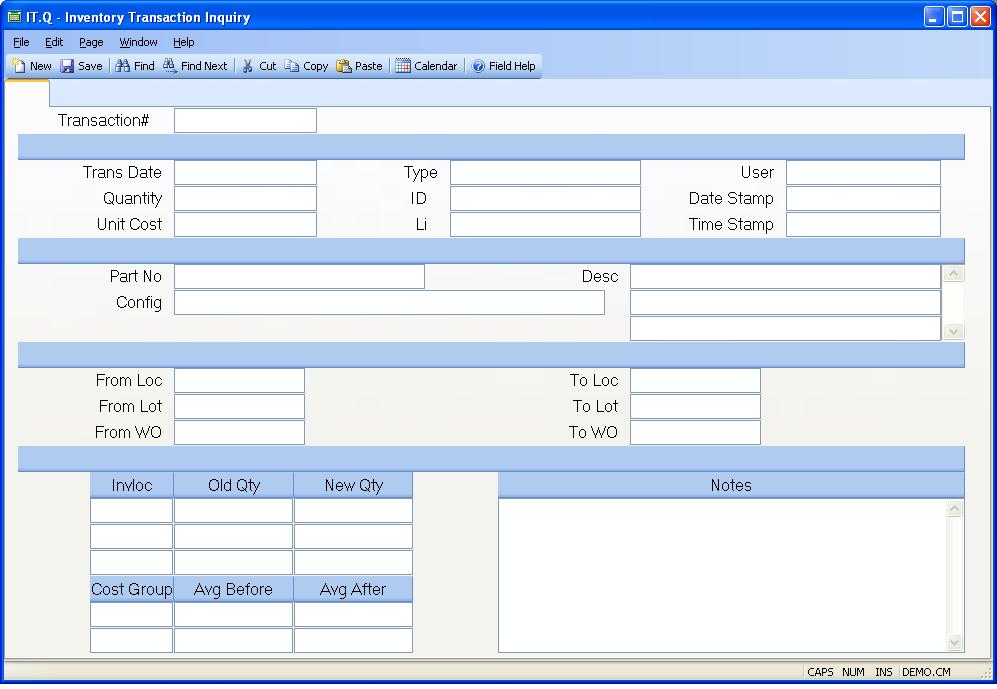 IT.Q - Inventory Transaction Inquiry
File Edit Page Window Help
New Save Find Find Next Cut Copy Paste Calendar Field Help
Transaction#
Trans Date Type User
Quantity ID Date Stamp
Unit Cost Li Time Stamp
Part No Desc
Config
From Loc To Loc
From Lot To Lot
From WO To WO
Invloc Old Qty New Qty Notes
Cost Group Avg Before Avg After
CAPS NUM INS DEMO.CM